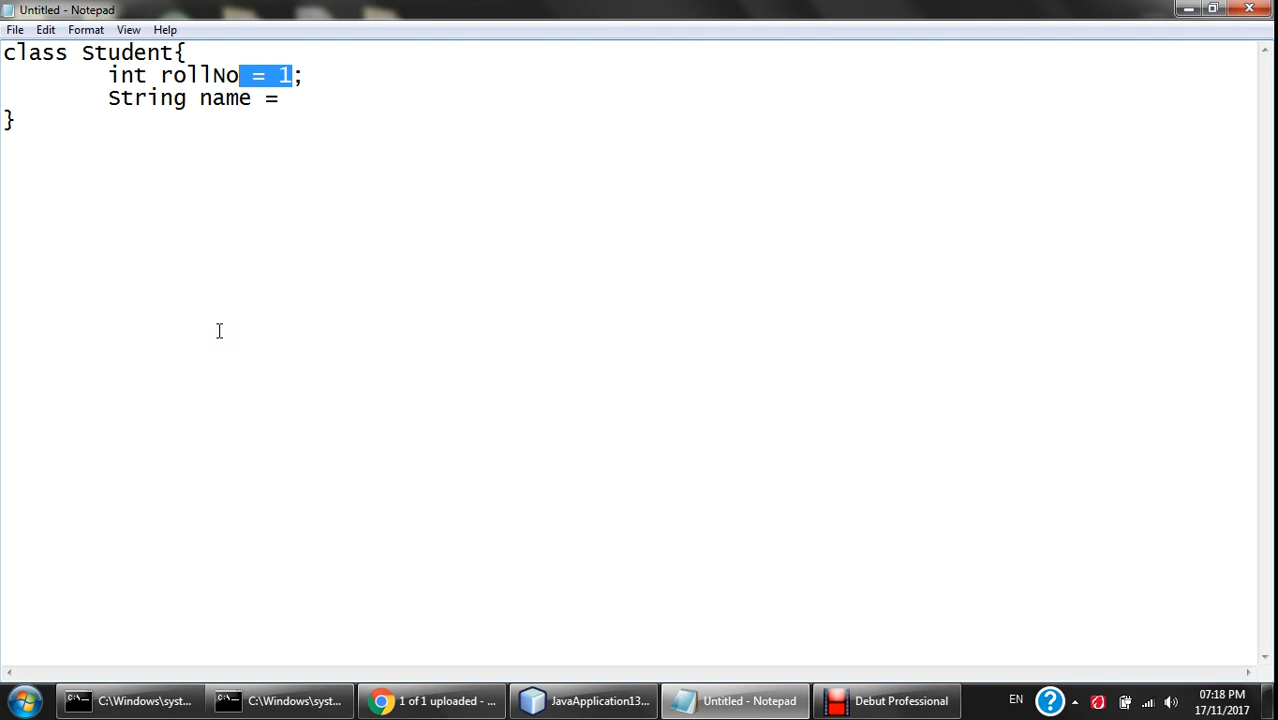 Untitled - Notepad
File Edit Format View Help
class Student{
int rollNo = 1;
String name =
}
C:\Windows\syst... C:\Windows\syst... 1 of 1 uploaded - ... JavaApplication13... Untitled - Notepad Debut Professional EN 07:18 PM
17/11/2017